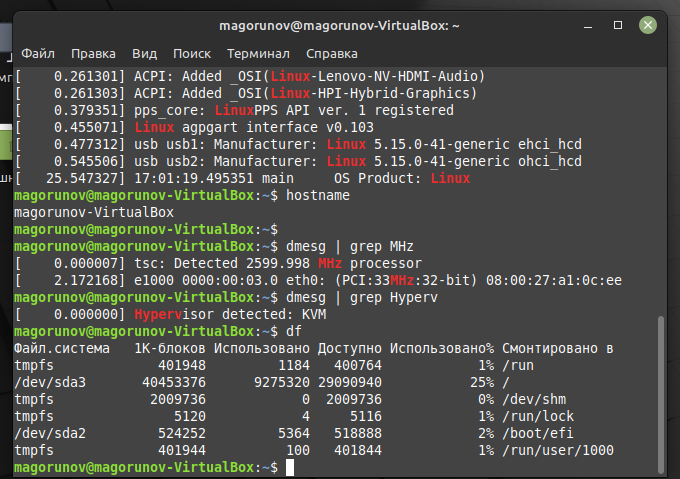 magorunov@magorunov-VirtualBox: ~
Файл Правка Вид Поиск Терминал Справка
[    0.261301] ACPI: Added _OSI(Linux-Lenovo-NV-HDMI-Audio)
[    0.261303] ACPI: Added _OSI(Linux-HPI-Hybrid-Graphics)
[    0.379351] pps_core: LinuxPPS API ver. 1 registered
[    0.455071] Linux agpgart interface v0.103
[    0.477312] usb usb1: Manufacturer: Linux 5.15.0-41-generic ehci_hcd
[    0.545506] usb usb2: Manufacturer: Linux 5.15.0-41-generic ohci_hcd
[   25.547327] 17:01:19.495351 main     OS Product: Linux
magorunov@magorunov-VirtualBox:~$ hostname
magorunov-VirtualBox
magorunov@magorunov-VirtualBox:~$
magorunov@magorunov-VirtualBox:~$ dmesg | grep MHz
[    0.000007] tsc: Detected 2599.998 MHz processor
[    2.172168] e1000 0000:00:03.0 eth0: (PCI:33MHz:32-bit) 08:00:27:a1:0c:ee
magorunov@magorunov-VirtualBox:~$ dmesg | grep Hyperv
[    0.000000] Hypervisor detected: KVM
magorunov@magorunov-VirtualBox:~$ df
Файл.система   1K-блоков Использовано Доступно Использовано% Смонтировано в
tmpfs             401948         1184   400764            1% /run
/dev/sda3       40453376      9275320 29090940           25% /
tmpfs            2009736            0  2009736            0% /dev/shm
tmpfs               5120            4     5116            1% /run/lock
/dev/sda2         524252         5364   518888            2% /boot/efi
tmpfs             401944          100   401844            1% /run/user/1000
magorunov@magorunov-VirtualBox:~$